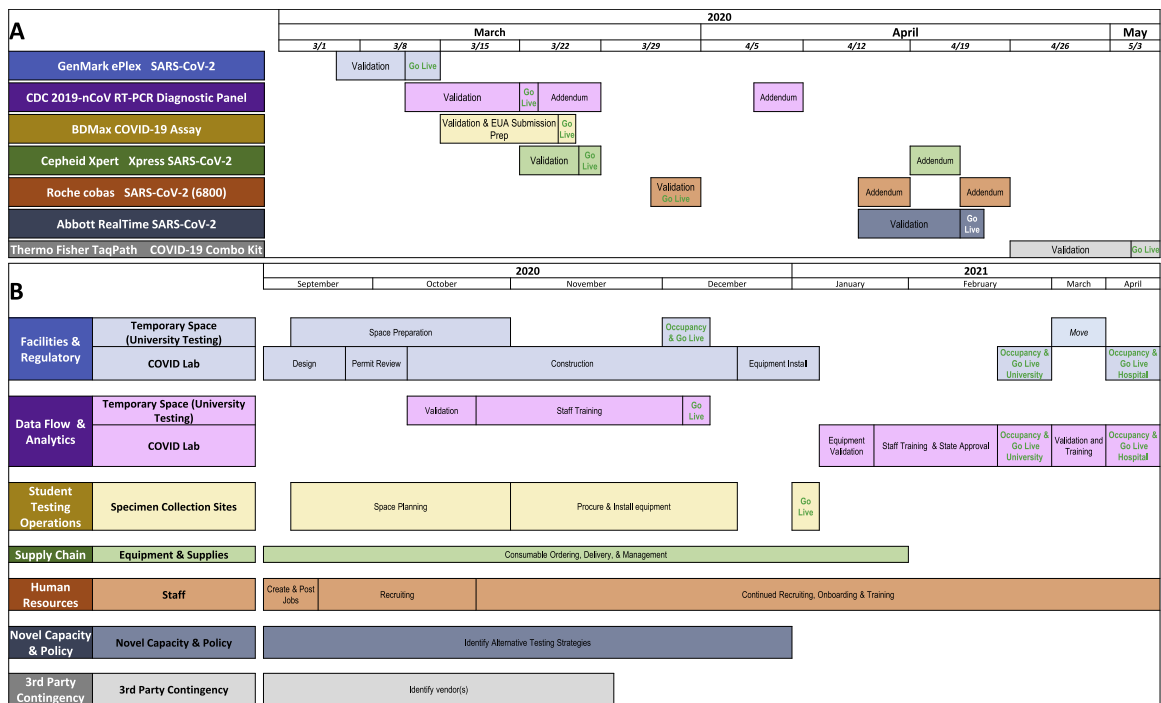 A
2020
March April May
3/1 3/8 3/15 3/22 3/29 4/5 4/12 4/19 4/26 5/3
GenMark ePlex SARS-CoV-2
Validation Go Live
CDC 2019-nCoV RT-PCR Diagnostic Panel
Validation
Go
Live
Addendum
Addendum
BDMax COVID-19 Assay
Validation & EUA Submission
Prep
Go
Live
Cepheid Xpert Xpress SARS-CoV-2
Validation
Go
Live
Addendum
Roche cobas SARS-CoV-2 (6800)
Validation
Go Live
Addendum
Addendum
Abbott RealTime SARS-CoV-2
Validation
Go
Live
Thermo Fisher TaqPath COVID-19 Combo Kit
Validation Go Live
B
2020 2021
September October November December January February March April
Facilities &
Regulatory
Temporary Space
(University Testing)
Space Preparation
Occupancy
& Go Live
Move
COVID Lab
Design
Permit Review
Construction
Equipment Install
Occupancy &
Go Live
University
Occupancy &
Go Live
Hospital
Data Flow &
Analytics
Temporary Space (University
Testing)
Validation
Staff Training
Go
Live
COVID Lab
Equipment
Validation
Staff Training & State Approval
Occupancy &
Go Live
University
Validation and
Training
Occupancy &
Go Live
Hospital
Student
Testing
Operations
Specimen Collection Sites
Space Planning
Procure & Install equipment
Go
Live
Supply Chain
Equipment & Supplies
Consumable Ordering, Delivery, & Management
Human
Resources
Staff
Create & Post
Jobs
Recruiting
Continued Recruiting, Onboarding & Training
Novel Capacity
& Policy
Novel Capacity & Policy
Identify Alternative Testing Strategies
3rd Party
Contingency
3rd Party Contingency
Identify vendor(s)